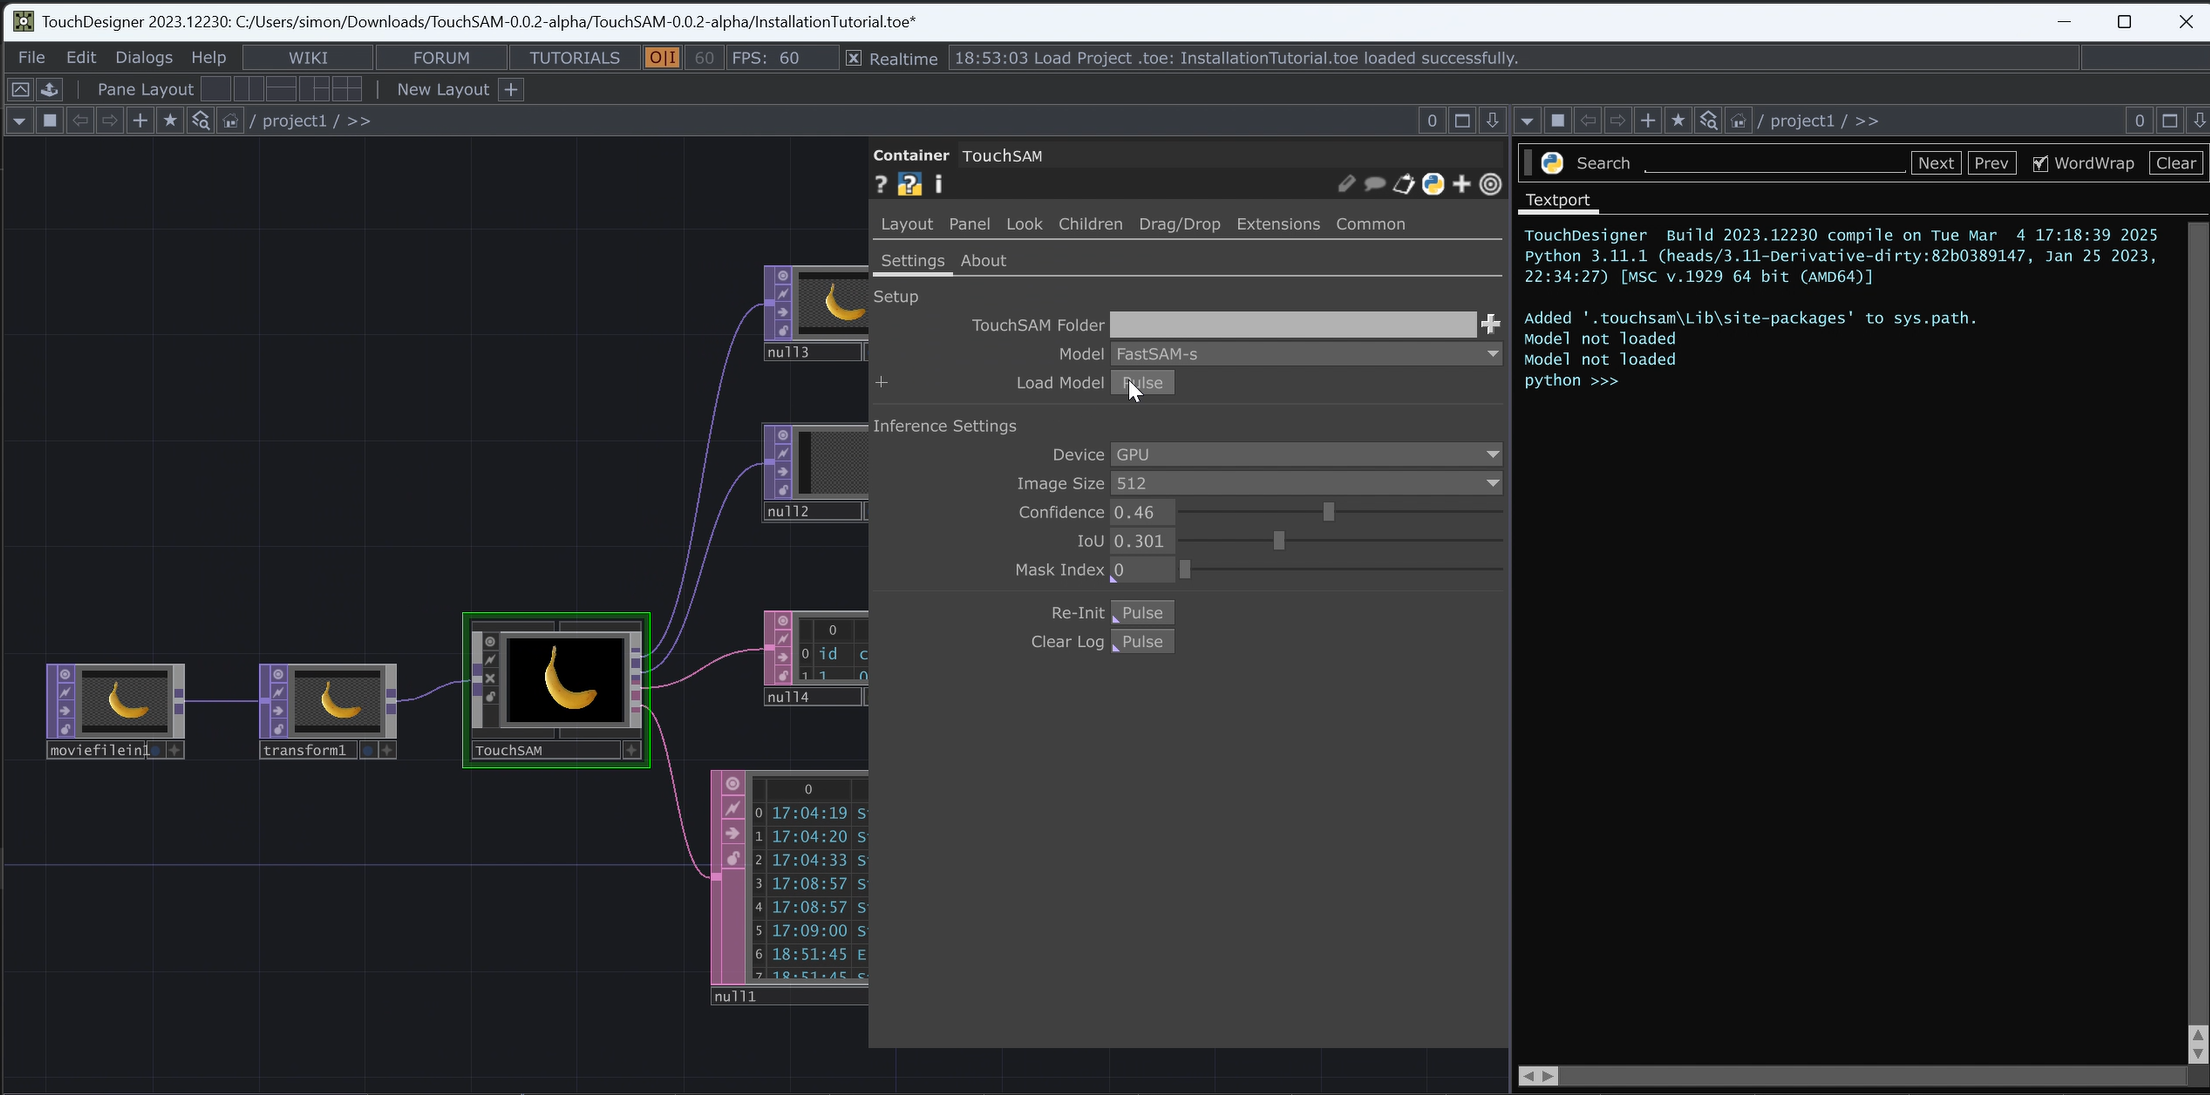 TouchDesigner 2023.12230: C:/Users/simon/Downloads/TouchSAM-0.0.2-alpha/TouchSAM-0.0.2-alpha/InstallationTutorial.toe*
File Edit Dialogs Help WIKI FORUM TUTORIALS O|I 60 FPS: 60 Realtime 18:53:03 Load Project .toe: InstallationTutorial.toe loaded successfully.
Pane Layout New Layout +
/ project1 / >> 0
/ project1 / >> 0
Container TouchSAM
? ? i
Layout Panel Look Children Drag/Drop Extensions Common
Settings About
Setup
TouchSAM Folder
Model FastSAM-s
+ Load Model Pulse
Inference Settings
Device GPU
Image Size 512
Confidence 0.46
IoU 0.301
Mask Index 0
Re-Init Pulse
Clear Log Pulse
null3
null2
0
0 id c
1 1 0
null4
moviefilein1
transform1
TouchSAM
0
0 17:04:19 S
1 17:04:20 S
2 17:04:33 S
3 17:08:57 S
4 17:08:57 S
5 17:09:00 S
6 18:51:45 E
7 18:51:45 S
null1
Search Next Prev WordWrap Clear
Textport
TouchDesigner Build 2023.12230 compile on Tue Mar 4 17:18:39 2025
Python 3.11.1 (heads/3.11-Derivative-dirty:82b0389147, Jan 25 2023,
22:34:27) [MSC v.1929 64 bit (AMD64)]
Added '.touchsam\Lib\site-packages' to sys.path.
Model not loaded
Model not loaded
python >>>